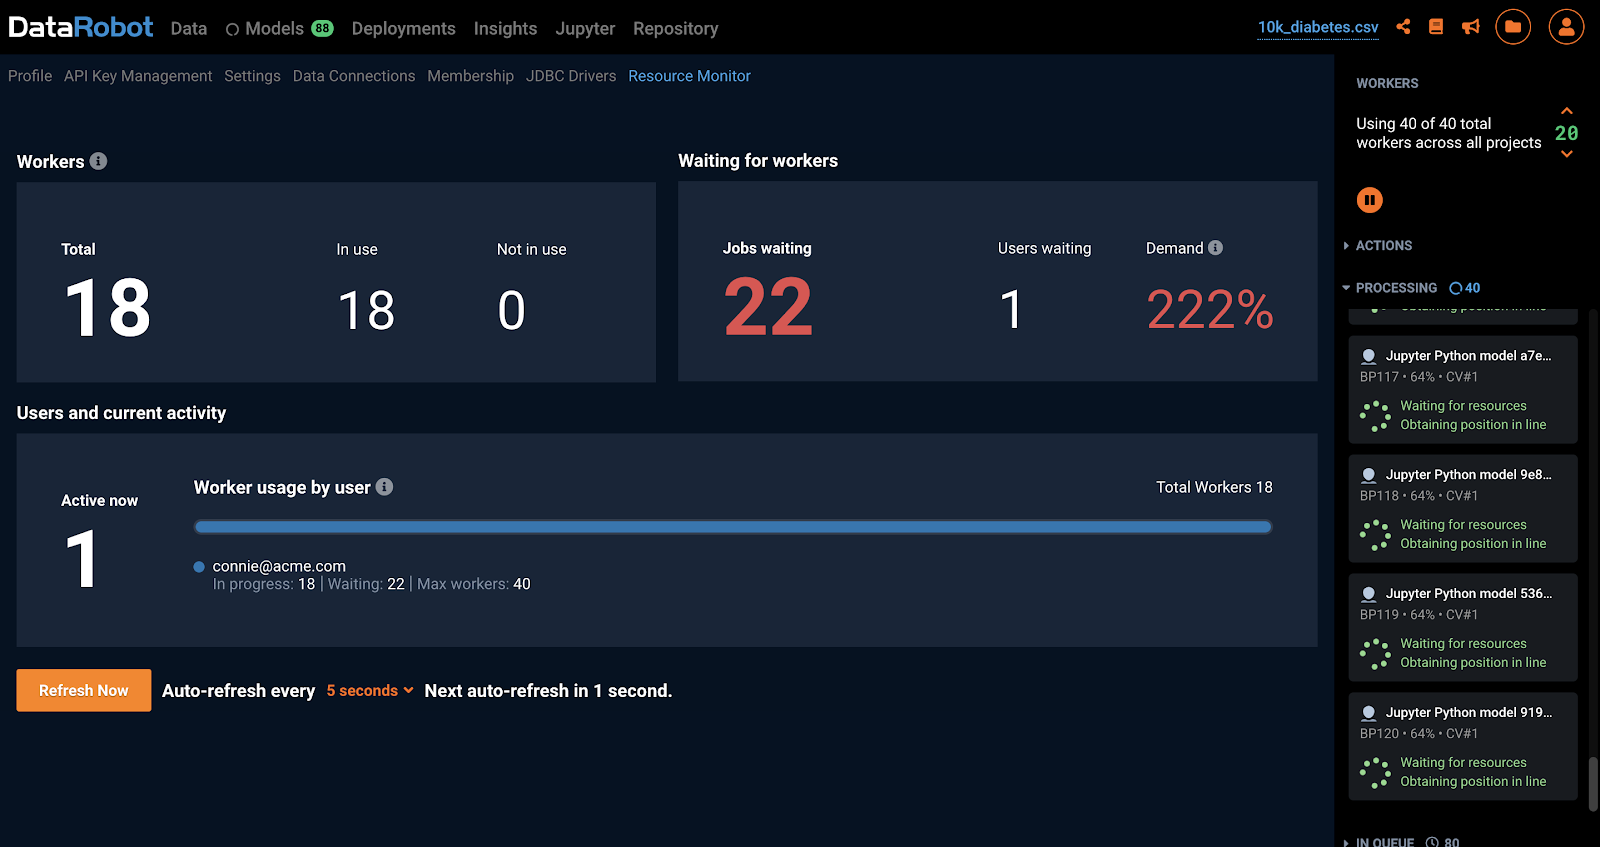 DataRobot Data Models 88 Deployments Insights Jupyter Repository 10k_diabetes.csv
Profile API Key Management Settings Data Connections Membership JDBC Drivers Resource Monitor
Workers i
Total In use Not in use
18 18 0
Waiting for workers
Jobs waiting Users waiting Demand i
22 1 222%
Users and current activity
Active now
1
Worker usage by user i Total Workers 18
connie@acme.com
In progress: 18 | Waiting: 22 | Max workers: 40
Refresh Now Auto-refresh every 5 seconds Next auto-refresh in 1 second.
WORKERS
Using 40 of 40 total
workers across all projects
20
ACTIONS
PROCESSING 40
Obtaining position in line
Jupyter Python model a7e...
BP117 • 64% • CV#1
Waiting for resources
Obtaining position in line
Jupyter Python model 9e8...
BP118 • 64% • CV#1
Waiting for resources
Obtaining position in line
Jupyter Python model 536...
BP119 • 64% • CV#1
Waiting for resources
Obtaining position in line
Jupyter Python model 919...
BP120 • 64% • CV#1
Waiting for resources
Obtaining position in line
IN QUEUE 80